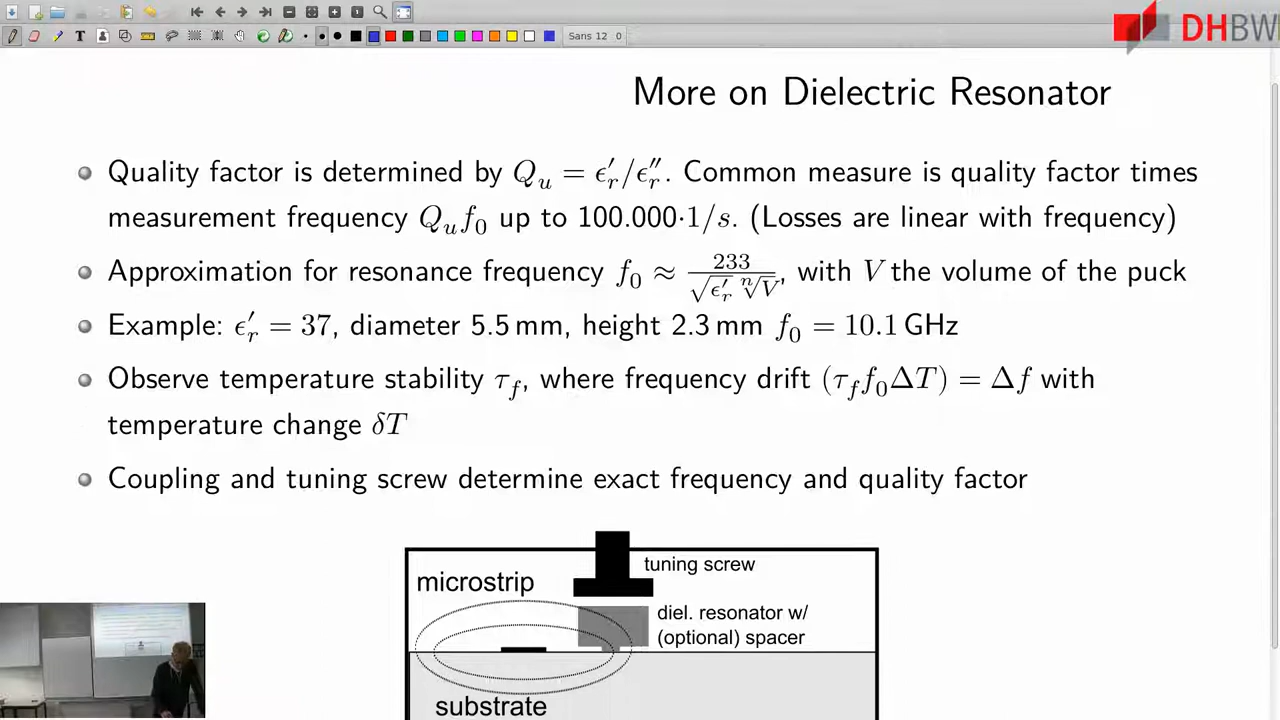 Sans 12 0
DHBW
More on Dielectric Resonator
Quality factor is determined by Q_u = ε′_r/ε″_r. Common measure is quality factor times
measurement frequency Q_u f_0 up to 100.000·1/s. (Losses are linear with frequency)
Approximation for resonance frequency f_0 ≈ 233/(√ε′_r ⁿ√V), with V the volume of the puck
Example: ε′_r = 37, diameter 5.5 mm, height 2.3 mm f_0 = 10.1 GHz
Observe temperature stability τ_f, where frequency drift (τ_f f_0 ΔT) = Δf with
temperature change δT
Coupling and tuning screw determine exact frequency and quality factor
tuning screw
microstrip
diel. resonator w/
(optional) spacer
substrate